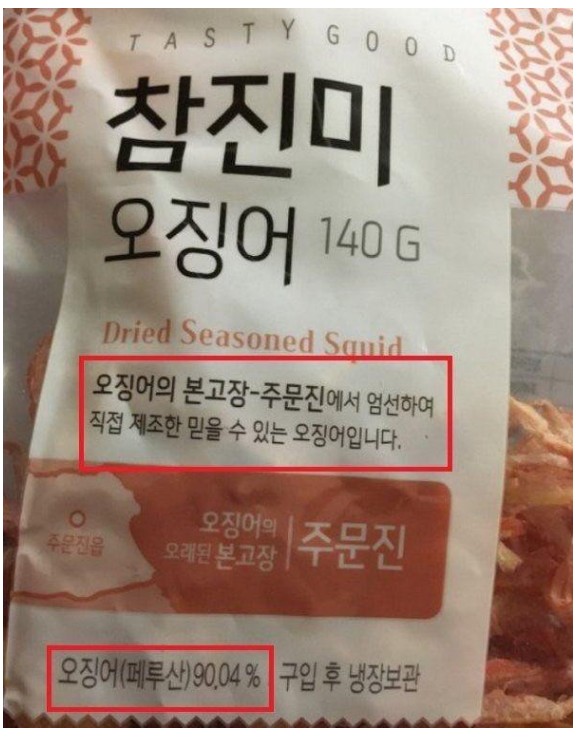 TASTY GOOD
참진미
오징어 140 G
Dried Seasoned Squid
오징어의 본고장-주문진에서 엄선하여
직접 제조한 믿을 수 있는 오징어입니다.
주문진읍
오징어의
오래된 본고장
주문진
오징어(페루산)90.04 % 구입 후 냉장보관